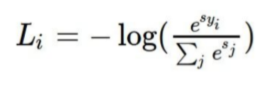 L_i = − log(\frac{e^{s_{y_i}}}{\sum_j e^{s_j}})